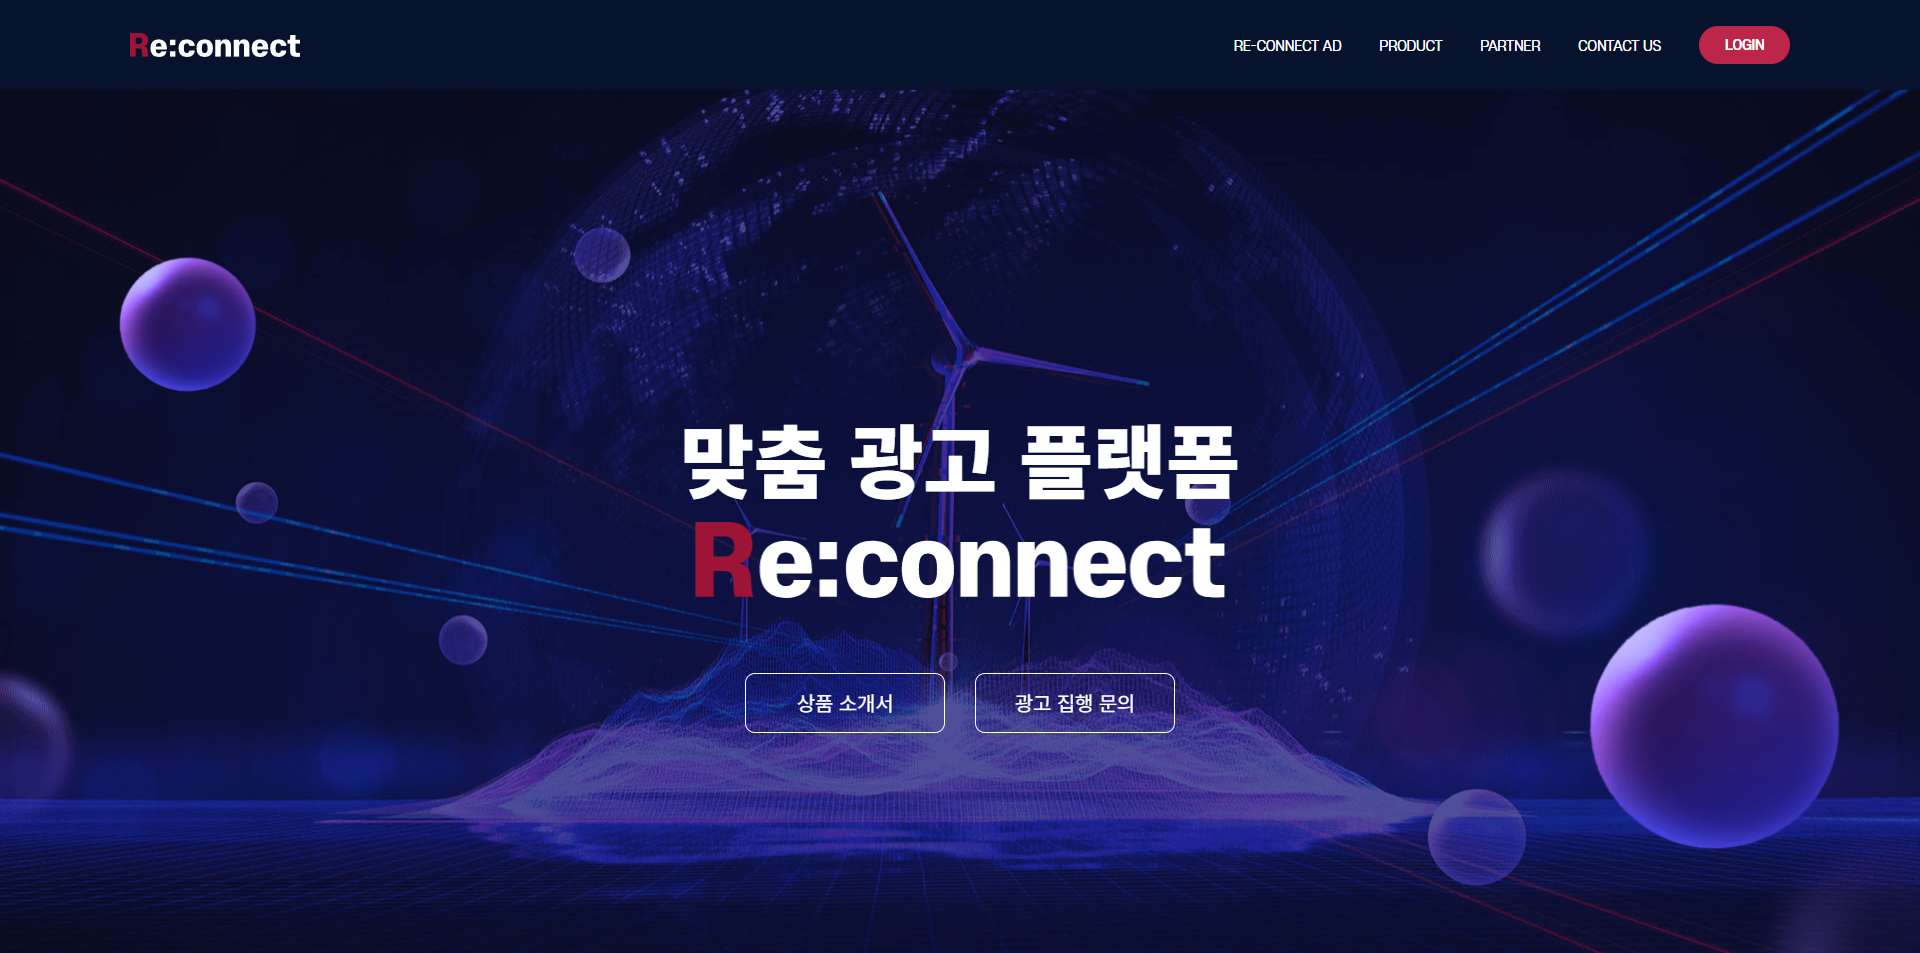 Re:connect
RE-CONNECT AD
PRODUCT
PARTNER
CONTACT US
LOGIN
맞춤 광고 플랫폼
Re:connect
상품 소개서
광고 집행 문의